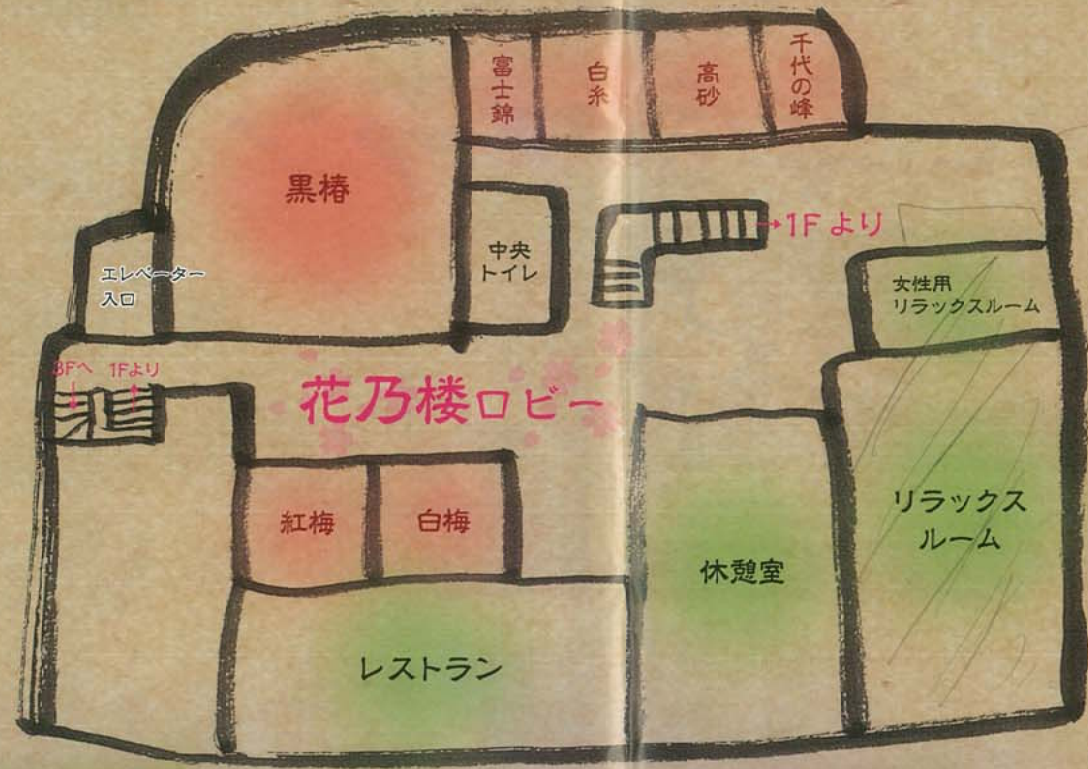 富士錦
白糸
高砂
千代の峰
黒椿
中央
トイレ
→1Fより
エレベーター
入口
女性用
リラックスルーム
3Fへ
1Fより
花乃楼ロビー
紅梅
白梅
リラックス
ルーム
休憩室
レストラン